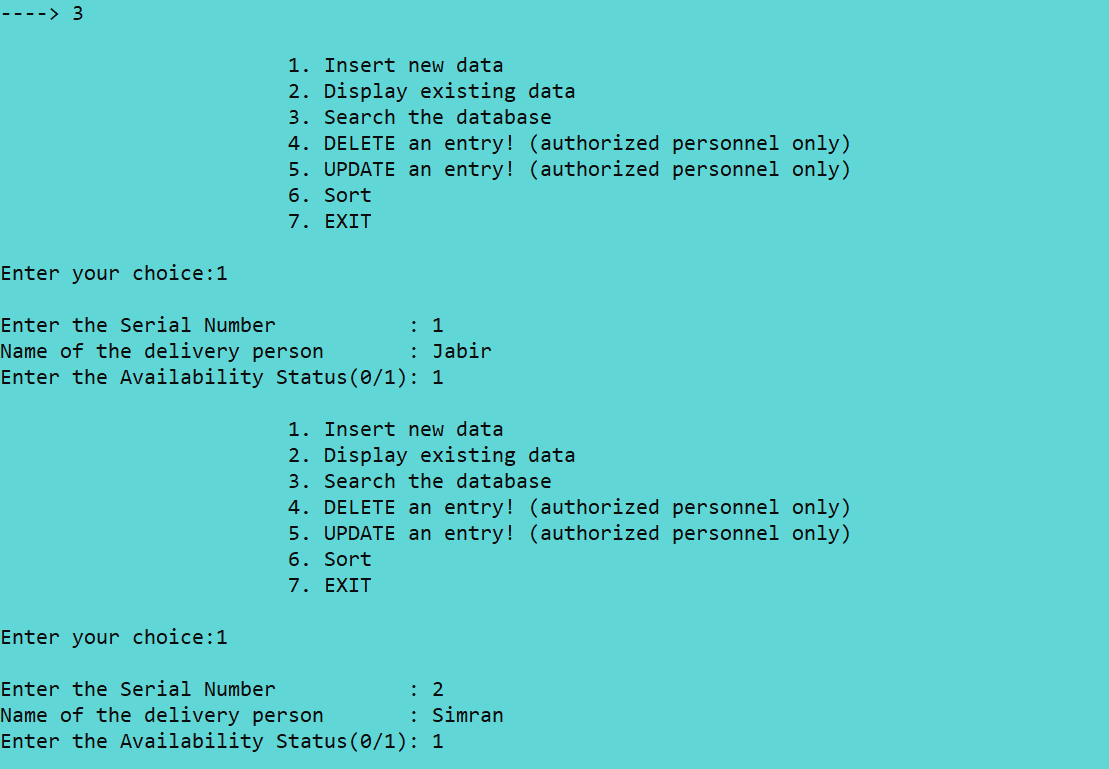 ----> 3
1. Insert new data
2. Display existing data
3. Search the database
4. DELETE an entry! (authorized personnel only)
5. UPDATE an entry! (authorized personnel only)
6. Sort
7. EXIT
Enter your choice:1
Enter the Serial Number           : 1
Name of the delivery person       : Jabir
Enter the Availability Status(0/1): 1
1. Insert new data
2. Display existing data
3. Search the database
4. DELETE an entry! (authorized personnel only)
5. UPDATE an entry! (authorized personnel only)
6. Sort
7. EXIT
Enter your choice:1
Enter the Serial Number           : 2
Name of the delivery person       : Simran
Enter the Availability Status(0/1): 1